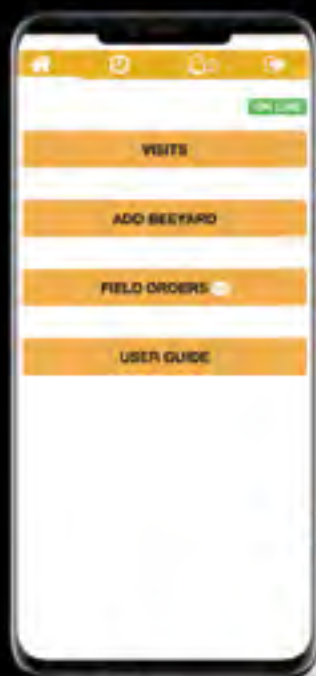 ON LINE
VISITS
ADD BEEYARD
FIELD ORDERS
USER GUIDE